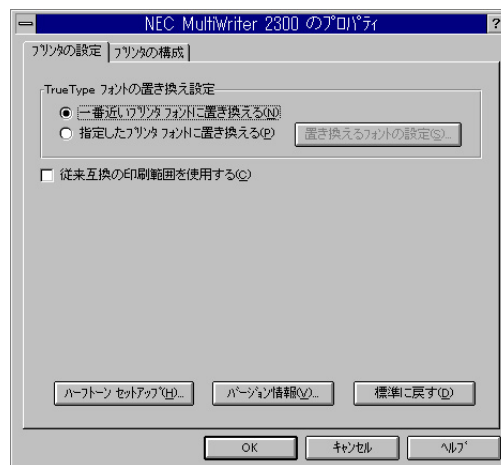 NEC MultiWriter 2300 のプロパティ ?
プリンタの設定 プリンタの構成
TrueType フォントの置き換え設定
一番近いプリンタ フォントに置き換える(N)
指定したプリンタ フォントに置き換える(P) 置き換えるフォントの設定(S)...
従来互換の印刷範囲を使用する(C)
ハーフトーン セットアップ(H)... バージョン情報(V)... 標準に戻す(D)
OK キャンセル ヘルプ